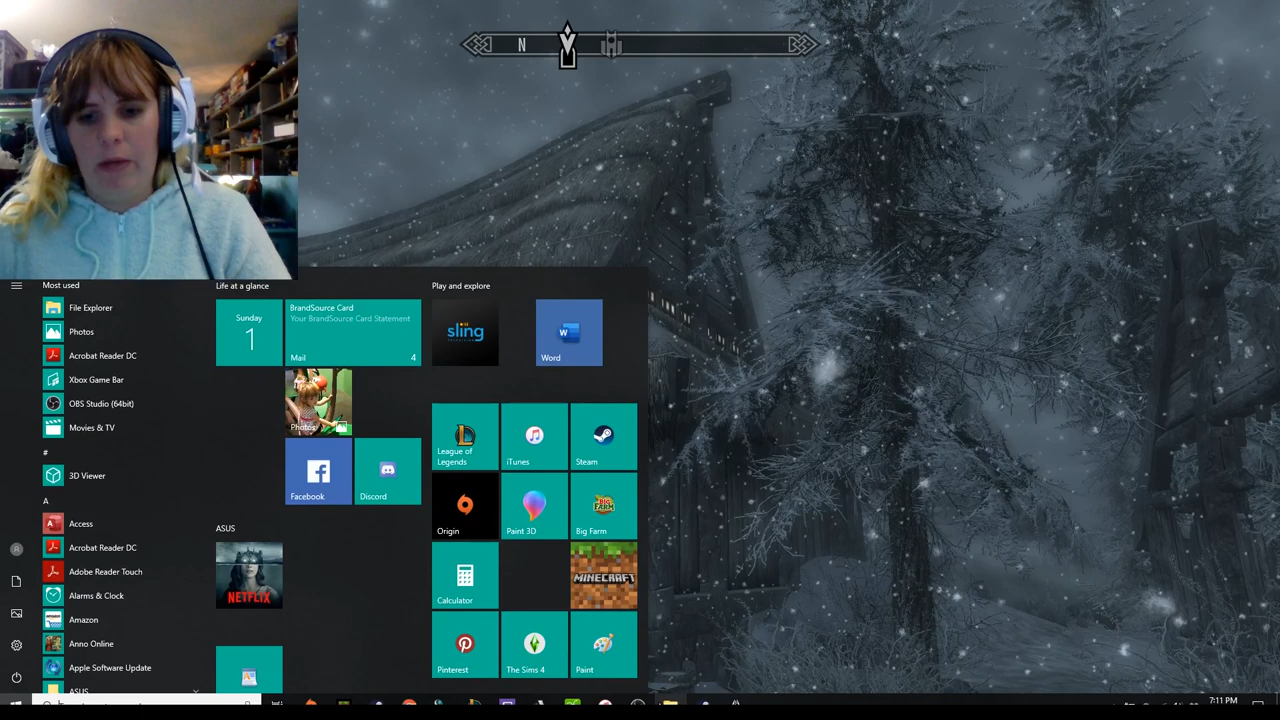 N
Most used
File Explorer
Photos
Acrobat Reader DC
Xbox Game Bar
OBS Studio (64bit)
Movies & TV
#
3D Viewer
A
Access
Acrobat Reader DC
Adobe Reader Touch
Alarms & Clock
Amazon
Anno Online
Apple Software Update
ASUS
Life at a glance
Sunday
1
BrandSource Card
Your BrandSource Card Statement
Mail 4
Photos
Facebook
Discord
ASUS
NETFLIX
Play and explore
sling
Word
League of
Legends
iTunes
Steam
Origin
Paint 3D
BIG
FARM
Big Farm
Calculator
MINECRAFT
Pinterest
The Sims 4
Paint
7:11 PM